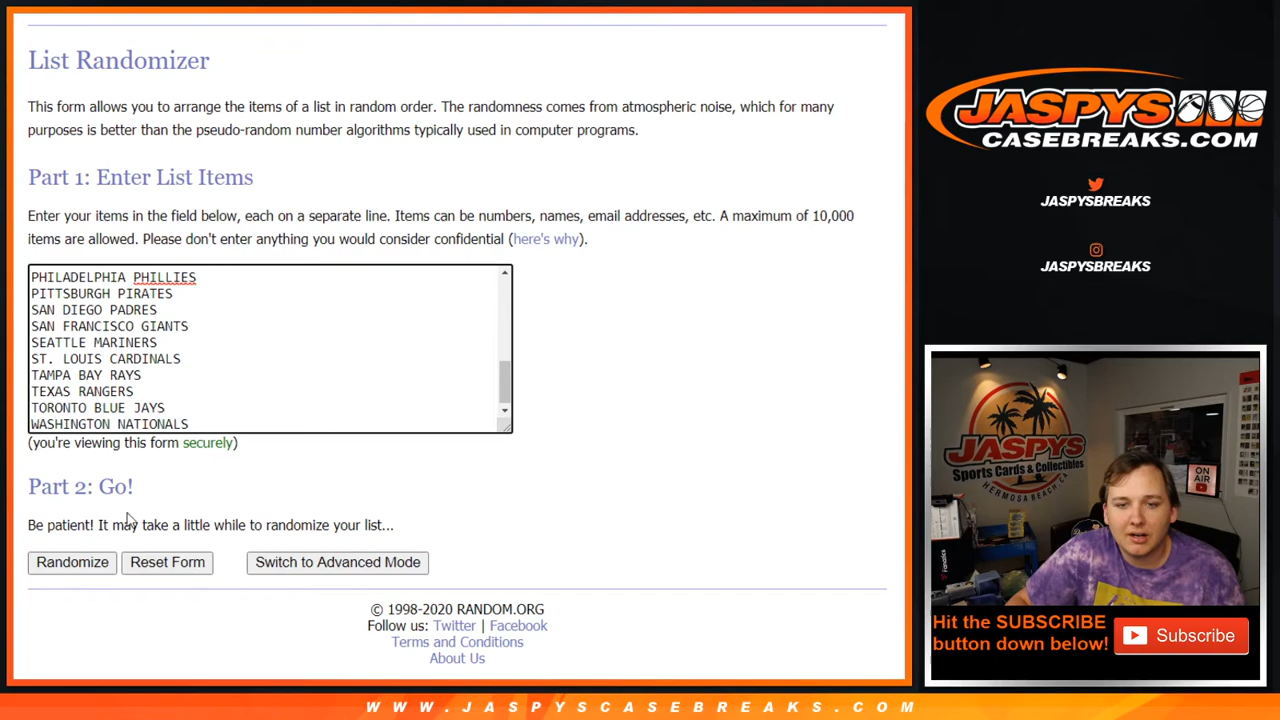 List Randomizer
This form allows you to arrange the items of a list in random order. The randomness comes from atmospheric noise, which for many
purposes is better than the pseudo-random number algorithms typically used in computer programs.
Part 1: Enter List Items
Enter your items in the field below, each on a separate line. Items can be numbers, names, email addresses, etc. A maximum of 10,000
items are allowed. Please don't enter anything you would consider confidential (here's why).
PHILADELPHIA PHILLIES
PITTSBURGH PIRATES
SAN DIEGO PADRES
SAN FRANCISCO GIANTS
SEATTLE MARINERS
ST. LOUIS CARDINALS
TAMPA BAY RAYS
TEXAS RANGERS
TORONTO BLUE JAYS
WASHINGTON NATIONALS
(you're viewing this form securely)
Part 2: Go!
Be patient! It may take a little while to randomize your list...
Randomize
Reset Form
Switch to Advanced Mode
© 1998-2020 RANDOM.ORG
Follow us: Twitter | Facebook
Terms and Conditions
About Us
JASPYS
CASEBREAKS.COM
JASPYSBREAKS
JASPYSBREAKS
JASPYS
Sports Cards & Collectibles
HERMOSA BEACH, CA
ON
AIR
Fanatics
Hit the SUBSCRIBE
button down below!
Subscribe
WWW.JASPYSCASEBREAKS.COM